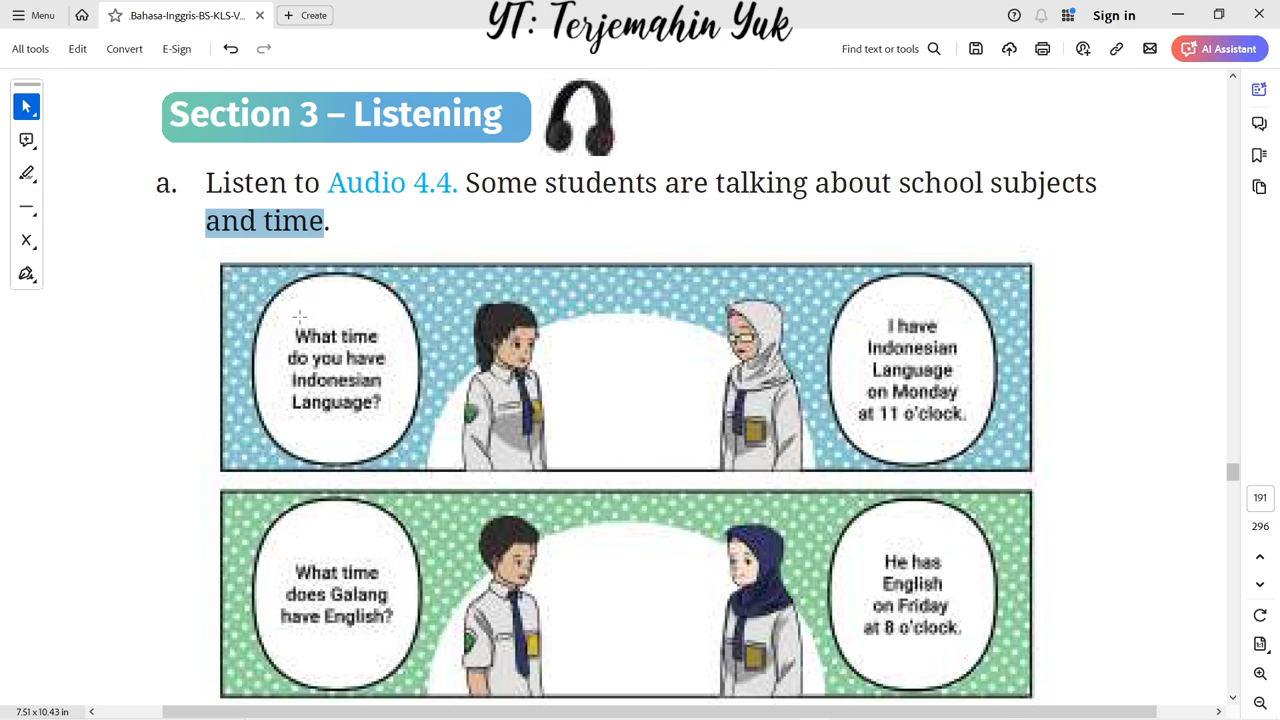 Menu
.Bahasa-Inggris-BS-KLS-V...
Create
YT: Terjemahin Yuk
Sign in
All tools
Edit
Convert
E-Sign
Find text or tools
AI Assistant
Section 3 – Listening
a. Listen to Audio 4.4. Some students are talking about school subjects
and time.
What time
do you have
Indonesian
Language?
I have
Indonesian
Language
on Monday
at 11 o'clock.
What time
does Galang
have English?
He has
English
on Friday
at 8 o'clock.
191
296
7.51 x 10.43 in